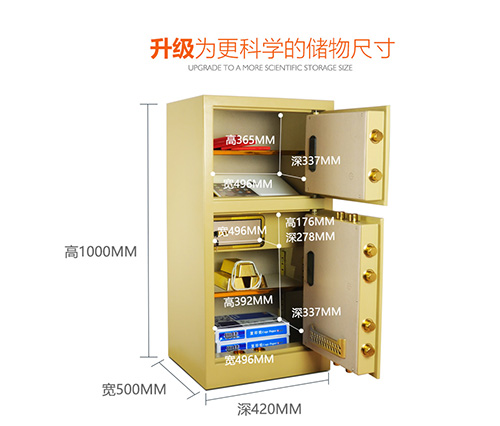 升级为更科学的储物尺寸
UPGRADE TO A MORE SCIENTIFIC STORAGE SIZE
高365MM
深337MM
宽496MM
高176MM
宽496MM
深278MM
高1000MM
高392MM
深337MM
宽496MM
宽500MM
深420MM